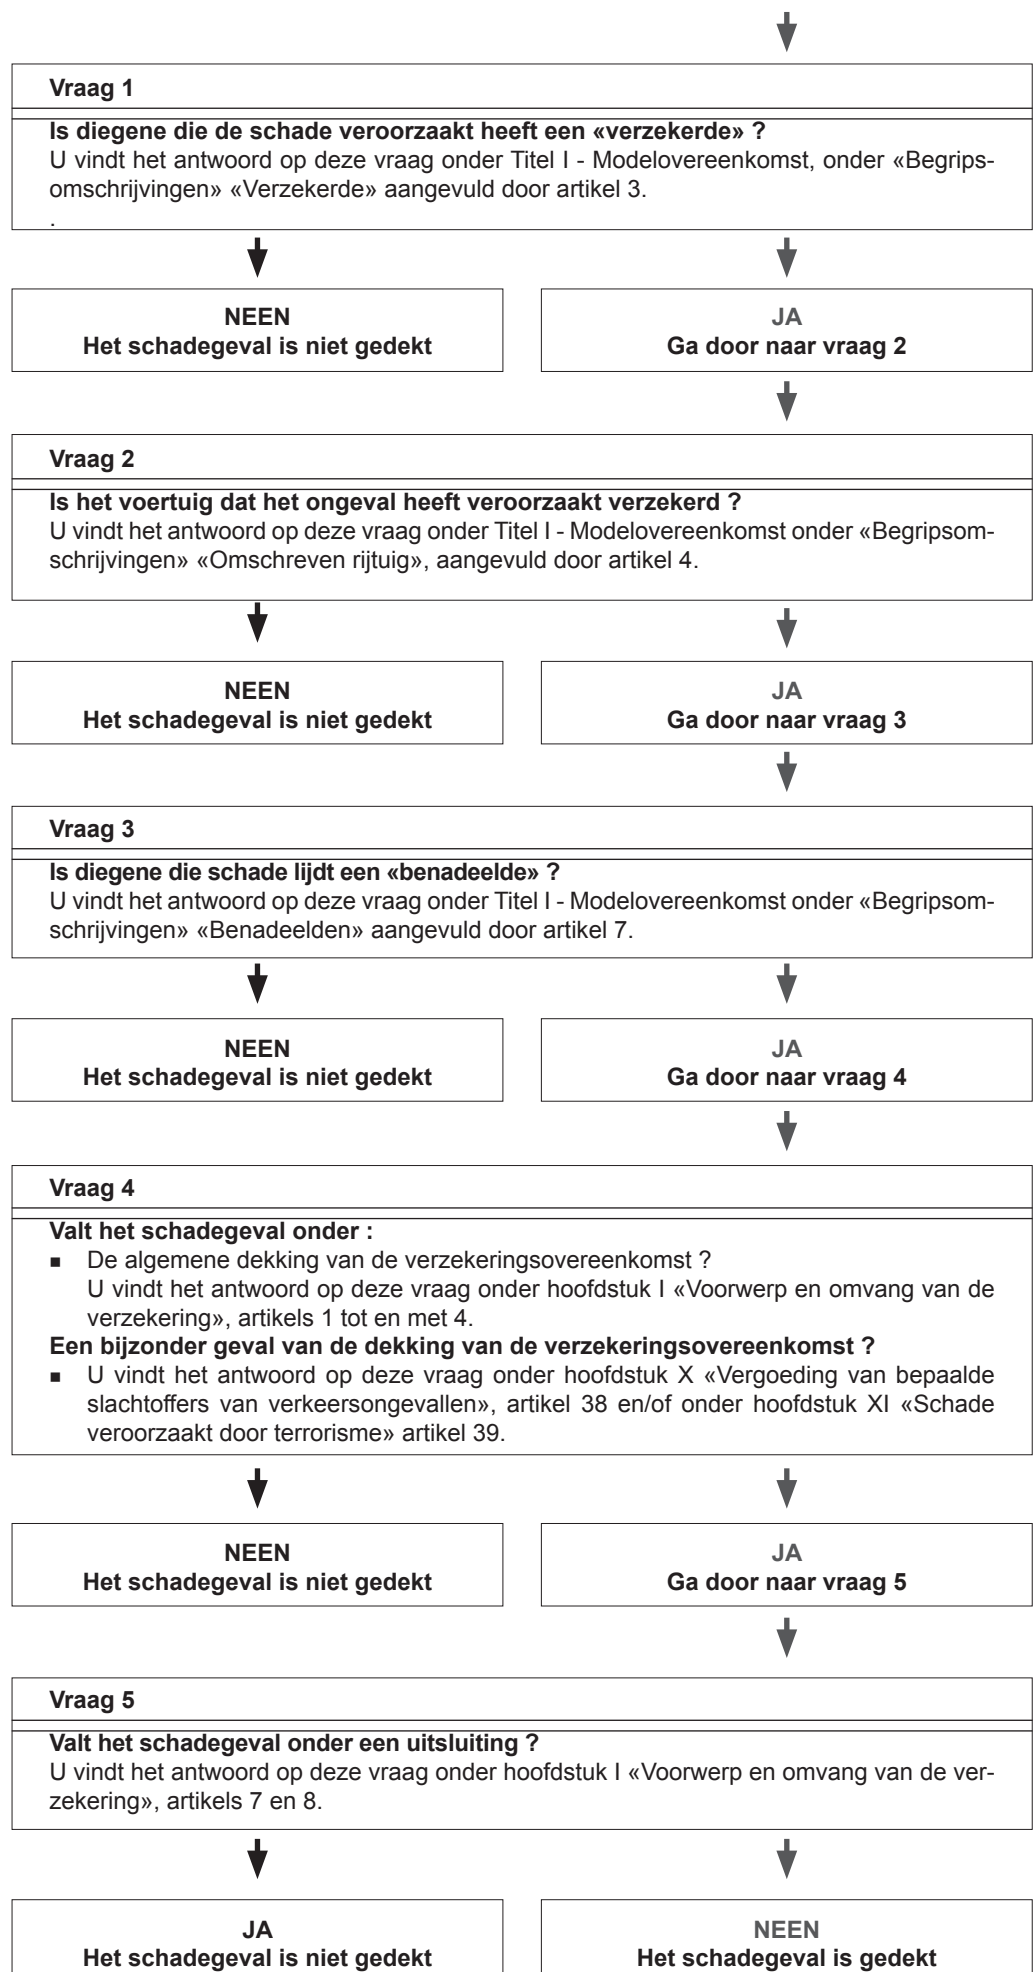 Vraag 1
Is diegene die de schade veroorzaakt heeft een «verzekerde» ?
U vindt het antwoord op deze vraag onder Titel I - Modelovereenkomst, onder «Begrips-
omschrijvingen» «Verzekerde» aangevuld door artikel 3.
.
NEEN
Het schadegeval is niet gedekt
JA
Ga door naar vraag 2
Vraag 2
Is het voertuig dat het ongeval heeft veroorzaakt verzekerd ?
U vindt het antwoord op deze vraag onder Titel I - Modelovereenkomst onder «Begripsom-
schrijvingen» «Omschreven rijtuig», aangevuld door artikel 4.
NEEN
Het schadegeval is niet gedekt
JA
Ga door naar vraag 3
Vraag 3
Is diegene die schade lijdt een «benadeelde» ?
U vindt het antwoord op deze vraag onder Titel I - Modelovereenkomst onder «Begripsom-
schrijvingen» «Benadeelden» aangevuld door artikel 7.
NEEN
Het schadegeval is niet gedekt
JA
Ga door naar vraag 4
Vraag 4
Valt het schadegeval onder :
■ De algemene dekking van de verzekeringsovereenkomst ?
U vindt het antwoord op deze vraag onder hoofdstuk I «Voorwerp en omvang van de
verzekering», artikels 1 tot en met 4.
Een bijzonder geval van de dekking van de verzekeringsovereenkomst ?
■ U vindt het antwoord op deze vraag onder hoofdstuk X «Vergoeding van bepaalde
slachtoffers van verkeersongevallen», artikel 38 en/of onder hoofdstuk XI «Schade
veroorzaakt door terrorisme» artikel 39.
NEEN
Het schadegeval is niet gedekt
JA
Ga door naar vraag 5
Vraag 5
Valt het schadegeval onder een uitsluiting ?
U vindt het antwoord op deze vraag onder hoofdstuk I «Voorwerp en omvang van de ver-
zekering», artikels 7 en 8.
JA
Het schadegeval is niet gedekt
NEEN
Het schadegeval is gedekt